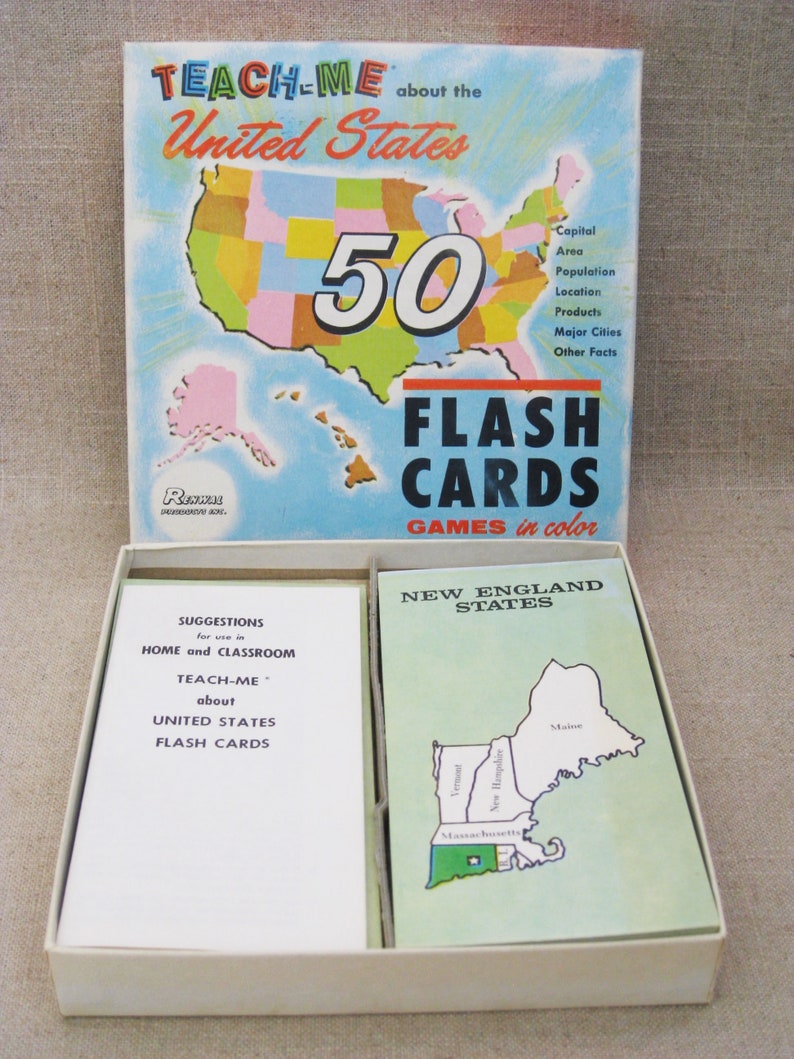 TEACH-ME® about the
United States
50
Capital
Area
Population
Location
Products
Major Cities
Other Facts
FLASH
CARDS
GAMES in color
RENWAL
PRODUCTS INC.
SUGGESTIONS
for use in
HOME and CLASSROOM
TEACH-ME ®
about
UNITED STATES
FLASH CARDS
NEW ENGLAND
STATES
Maine
Vermont
New Hampshire
Massachusetts
R. I.